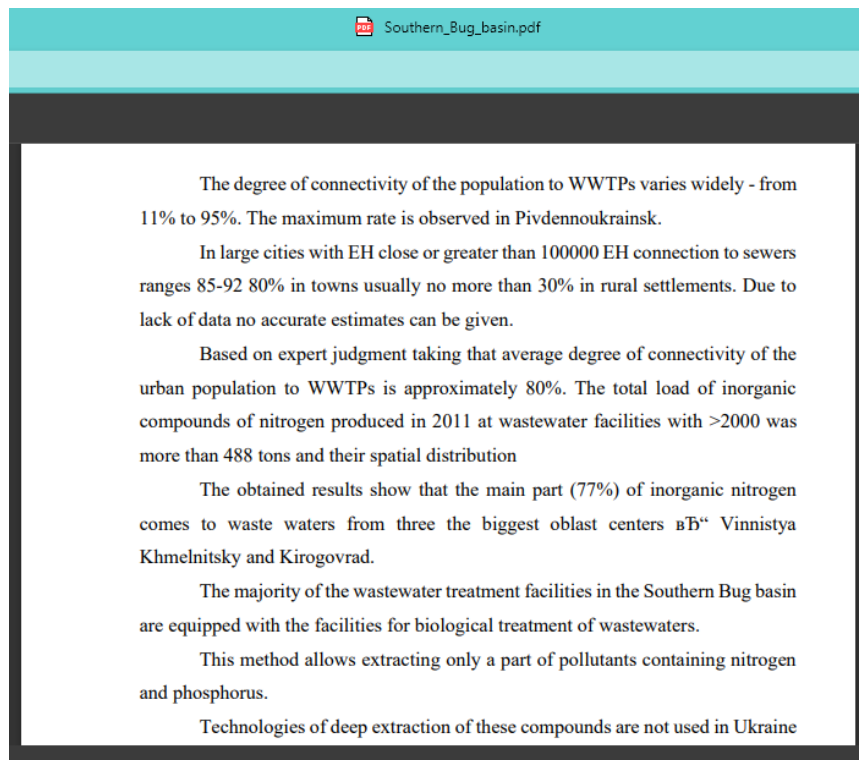 PDF
Southern_Bug_basin.pdf
The degree of connectivity of the population to WWTPs varies widely - from
11% to 95%. The maximum rate is observed in Pivdennoukrainsk.
In large cities with EH close or greater than 100000 EH connection to sewers
ranges 85-92 80% in towns usually no more than 30% in rural settlements. Due to
lack of data no accurate estimates can be given.
Based on expert judgment taking that average degree of connectivity of the
urban population to WWTPs is approximately 80%. The total load of inorganic
compounds of nitrogen produced in 2011 at wastewater facilities with >2000 was
more than 488 tons and their spatial distribution
The obtained results show that the main part (77%) of inorganic nitrogen
comes to waste waters from three the biggest oblast centers вЂ“ Vinnistya
Khmelnitsky and Kirogovrad.
The majority of the wastewater treatment facilities in the Southern Bug basin
are equipped with the facilities for biological treatment of wastewaters.
This method allows extracting only a part of pollutants containing nitrogen
and phosphorus.
Technologies of deep extraction of these compounds are not used in Ukraine